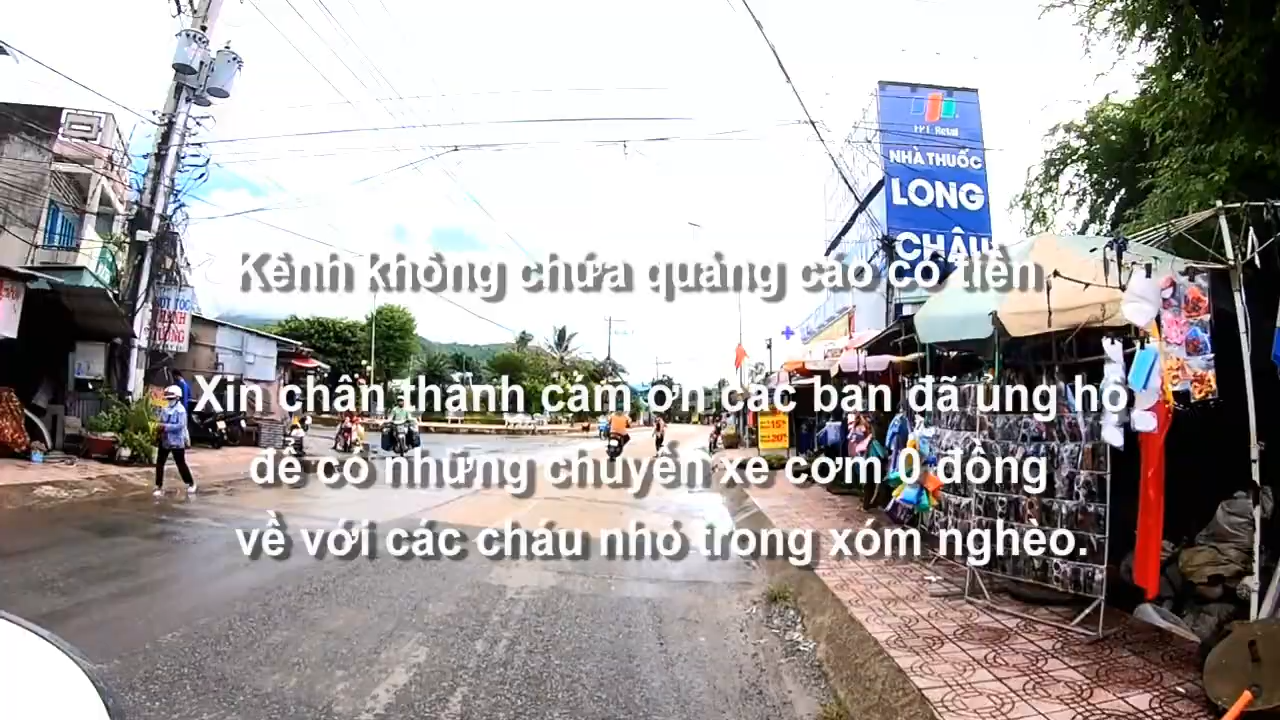 FPT Retail
NHÀ THUỐC
LONG
CHÂU
Kênh không chứa quảng cáo có tiền.
Xin chân thành cảm ơn các bạn đã ủng hộ
để có những chuyến xe cơm 0 đồng
về với các cháu nhỏ trong xóm nghèo.
15%
20%